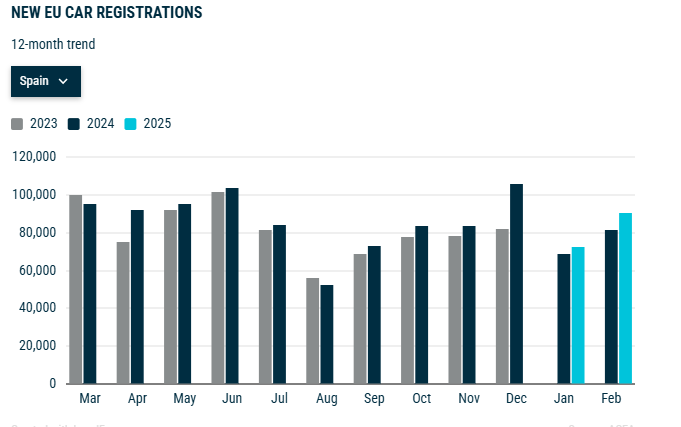 NEW EU CAR REGISTRATIONS
12-month trend
Spain
2023 2024 2025
120,000
100,000
80,000
60,000
40,000
20,000
0
Mar Apr May Jun Jul Aug Sep Oct Nov Dec Jan Feb